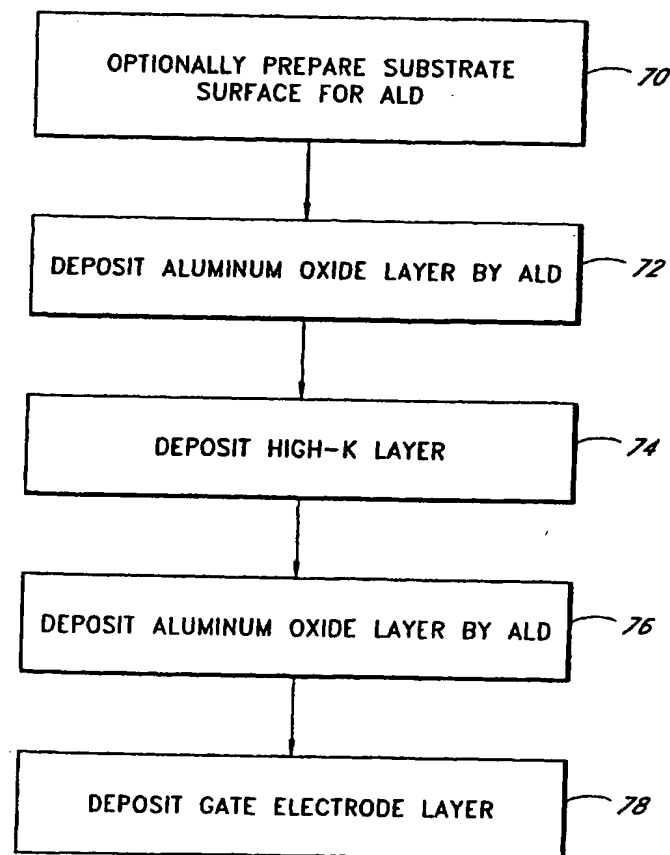 OPTIONALLY PREPARE SUBSTRATE
SURFACE FOR ALD
70
DEPOSIT ALUMINUM OXIDE LAYER BY ALD
72
DEPOSIT HIGH-K LAYER
74
DEPOSIT ALUMINUM OXIDE LAYER BY ALD
76
DEPOSIT GATE ELECTRODE LAYER
78